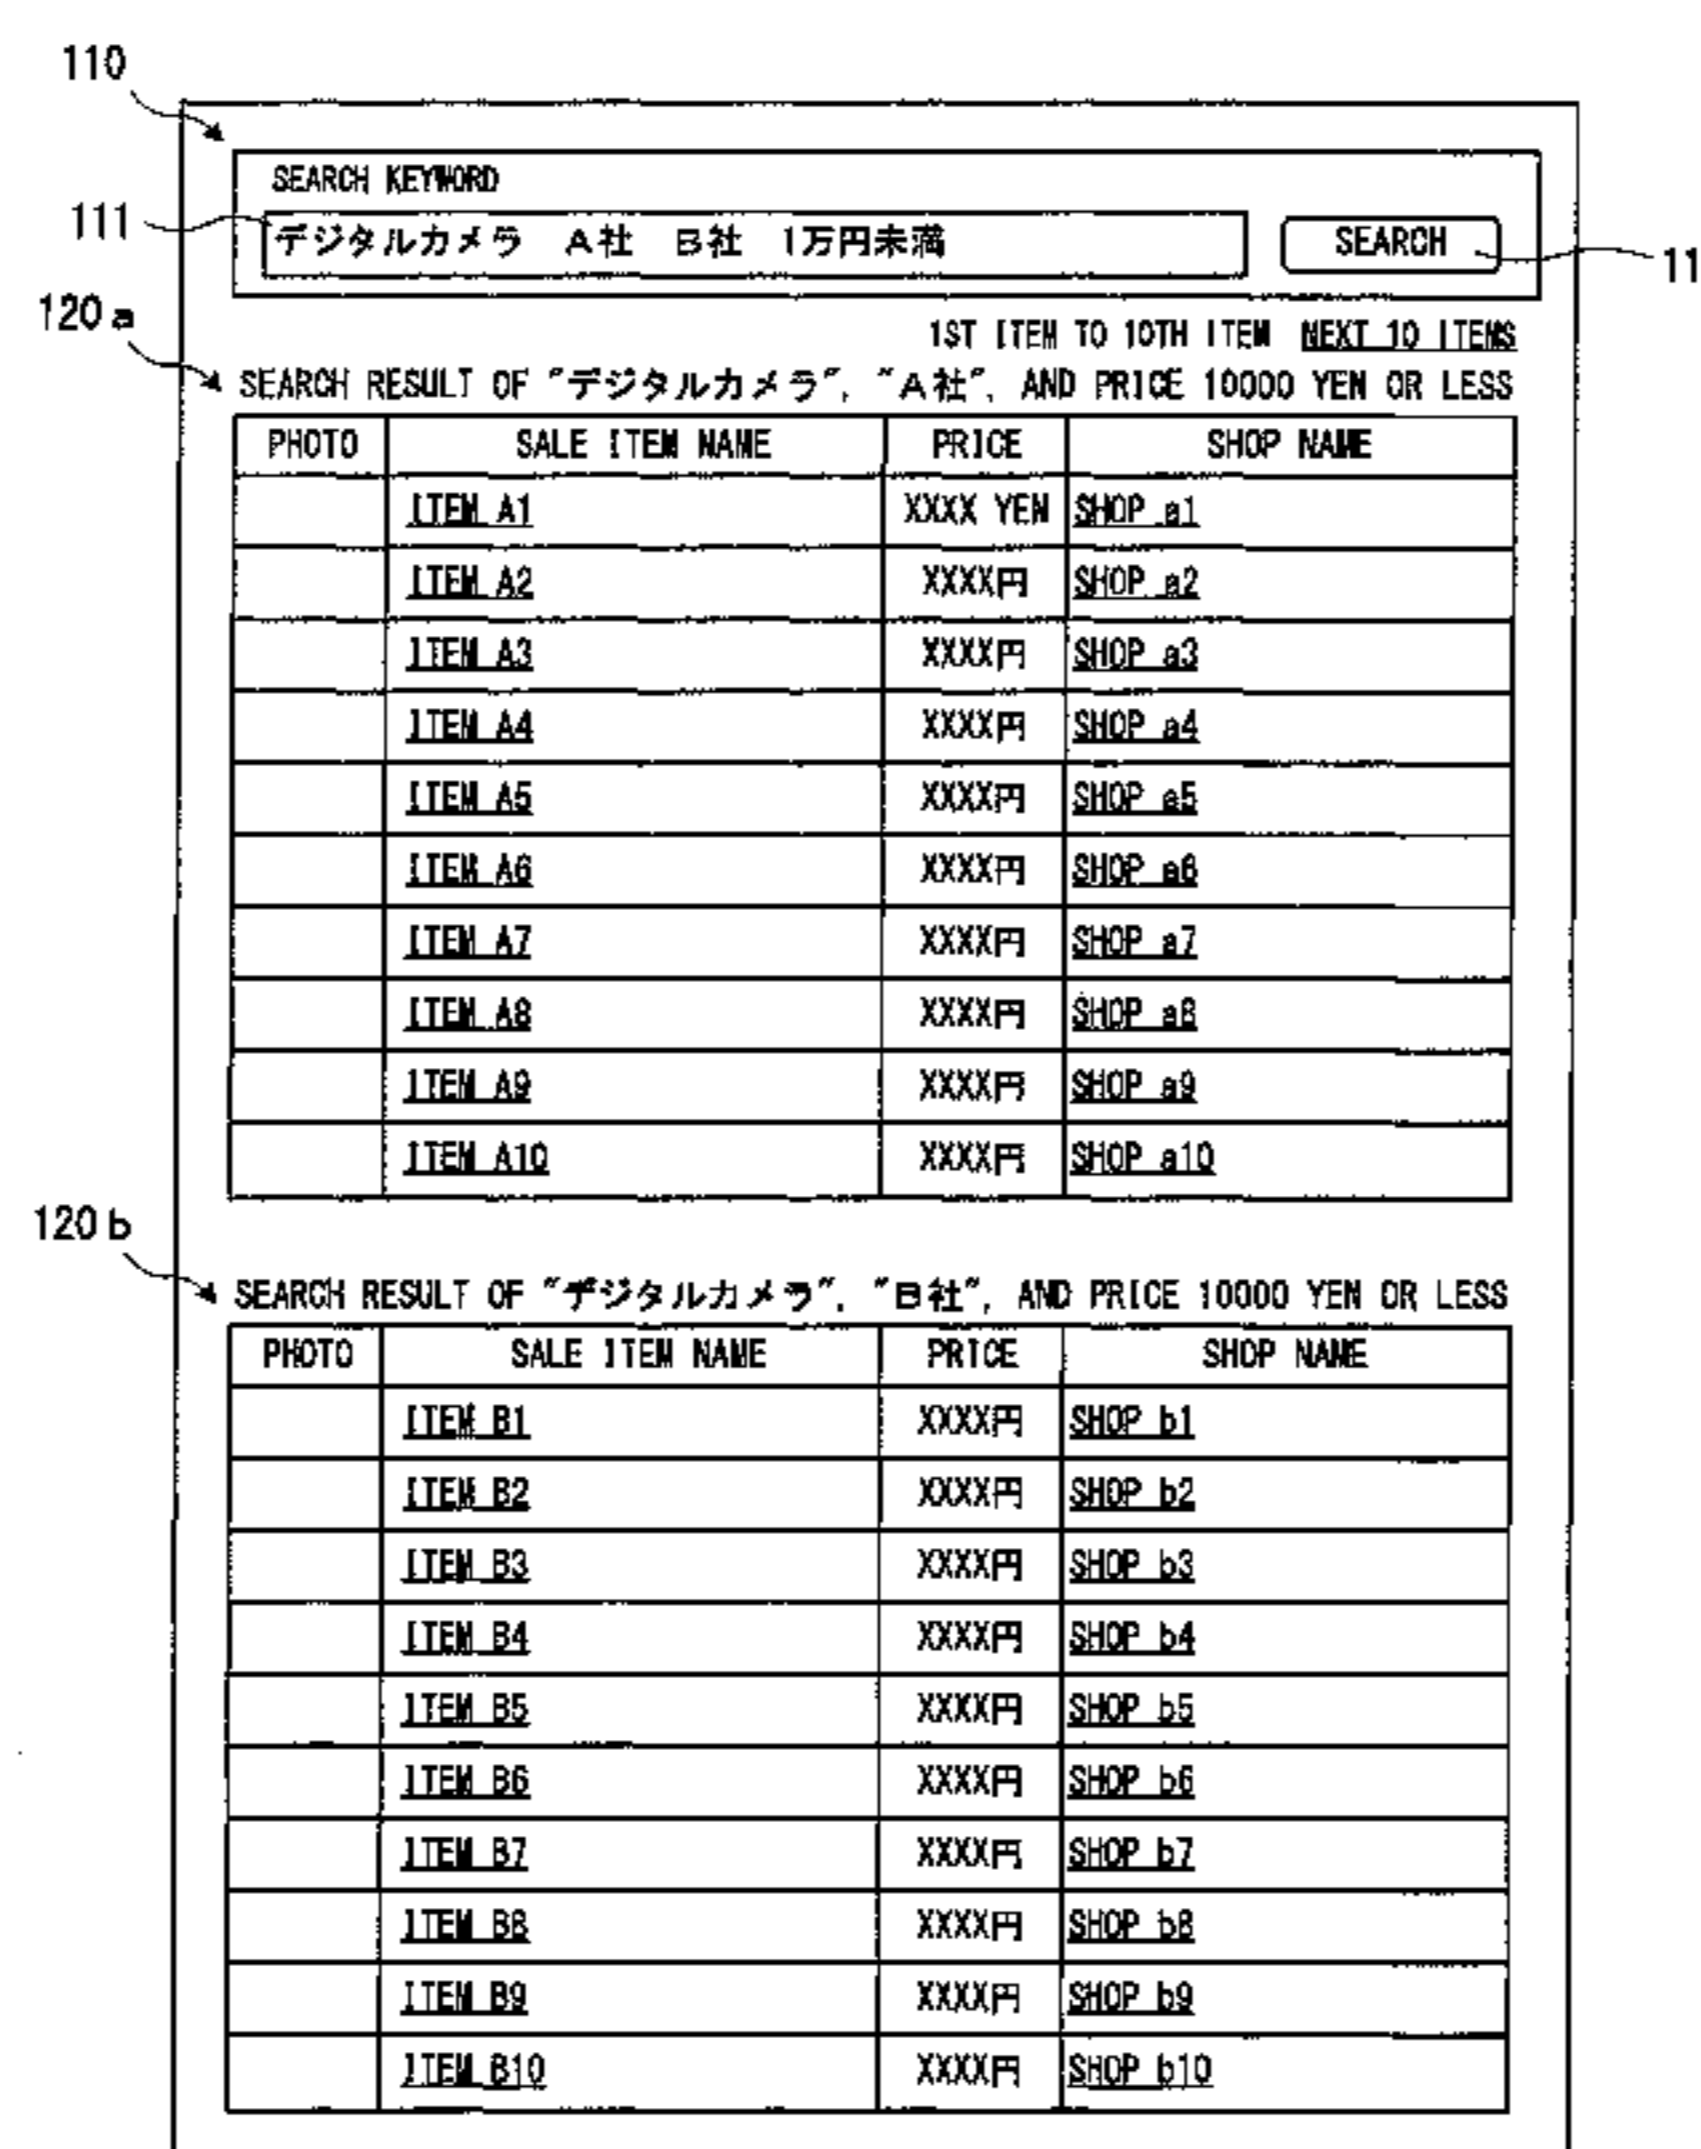 110
SEARCH KEYWORD
111
デジタルカメラ A社 B社 1万円未満
SEARCH
11
120a
1ST ITEM TO 10TH ITEM NEXT 10 ITEMS
SEARCH RESULT OF "デジタルカメラ", "A社", AND PRICE 10000 YEN OR LESS
PHOTO SALE ITEM NAME PRICE SHOP NAME
ITEM A1 XXXX YEN SHOP a1
ITEM A2 XXXX円 SHOP a2
ITEM A3 XXXX円 SHOP a3
ITEM A4 XXXX円 SHOP a4
ITEM A5 XXXX円 SHOP a5
ITEM A6 XXXX円 SHOP a6
ITEM A7 XXXX円 SHOP a7
ITEM A8 XXXX円 SHOP a8
ITEM A9 XXXX円 SHOP a9
ITEM A10 XXXX円 SHOP a10
120b
SEARCH RESULT OF "デジタルカメラ", "B社", AND PRICE 10000 YEN OR LESS
PHOTO SALE ITEM NAME PRICE SHOP NAME
ITEM B1 XXXX円 SHOP b1
ITEM B2 XXXX円 SHOP b2
ITEM B3 XXXX円 SHOP b3
ITEM B4 XXXX円 SHOP b4
ITEM B5 XXXX円 SHOP b5
ITEM B6 XXXX円 SHOP b6
ITEM B7 XXXX円 SHOP b7
ITEM B8 XXXX円 SHOP b8
ITEM B9 XXXX円 SHOP b9
ITEM B10 XXXX円 SHOP b10